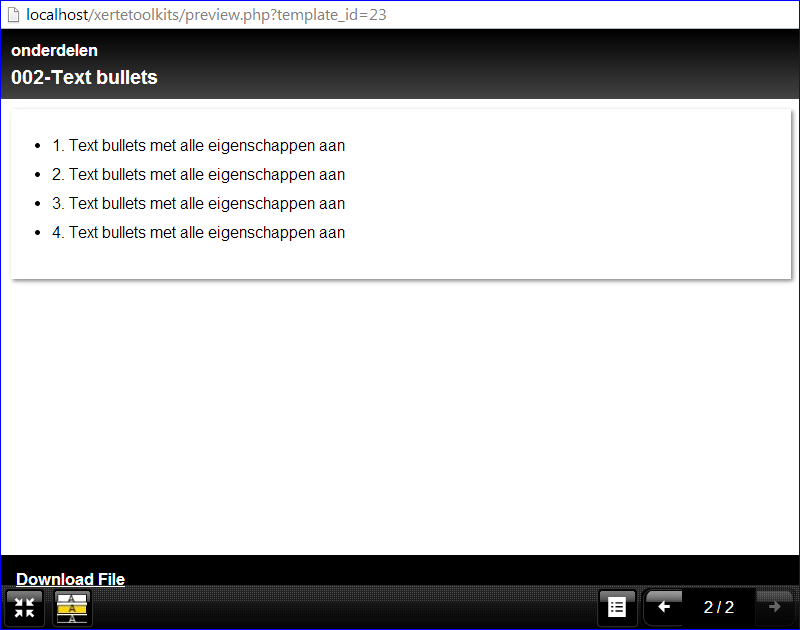 localhost/xertetoolkits/preview.php?template_id=23
onderdelen
002-Text bullets
• 1. Text bullets met alle eigenschappen aan
• 2. Text bullets met alle eigenschappen aan
• 3. Text bullets met alle eigenschappen aan
• 4. Text bullets met alle eigenschappen aan
Download File
A
A
A
2 / 2